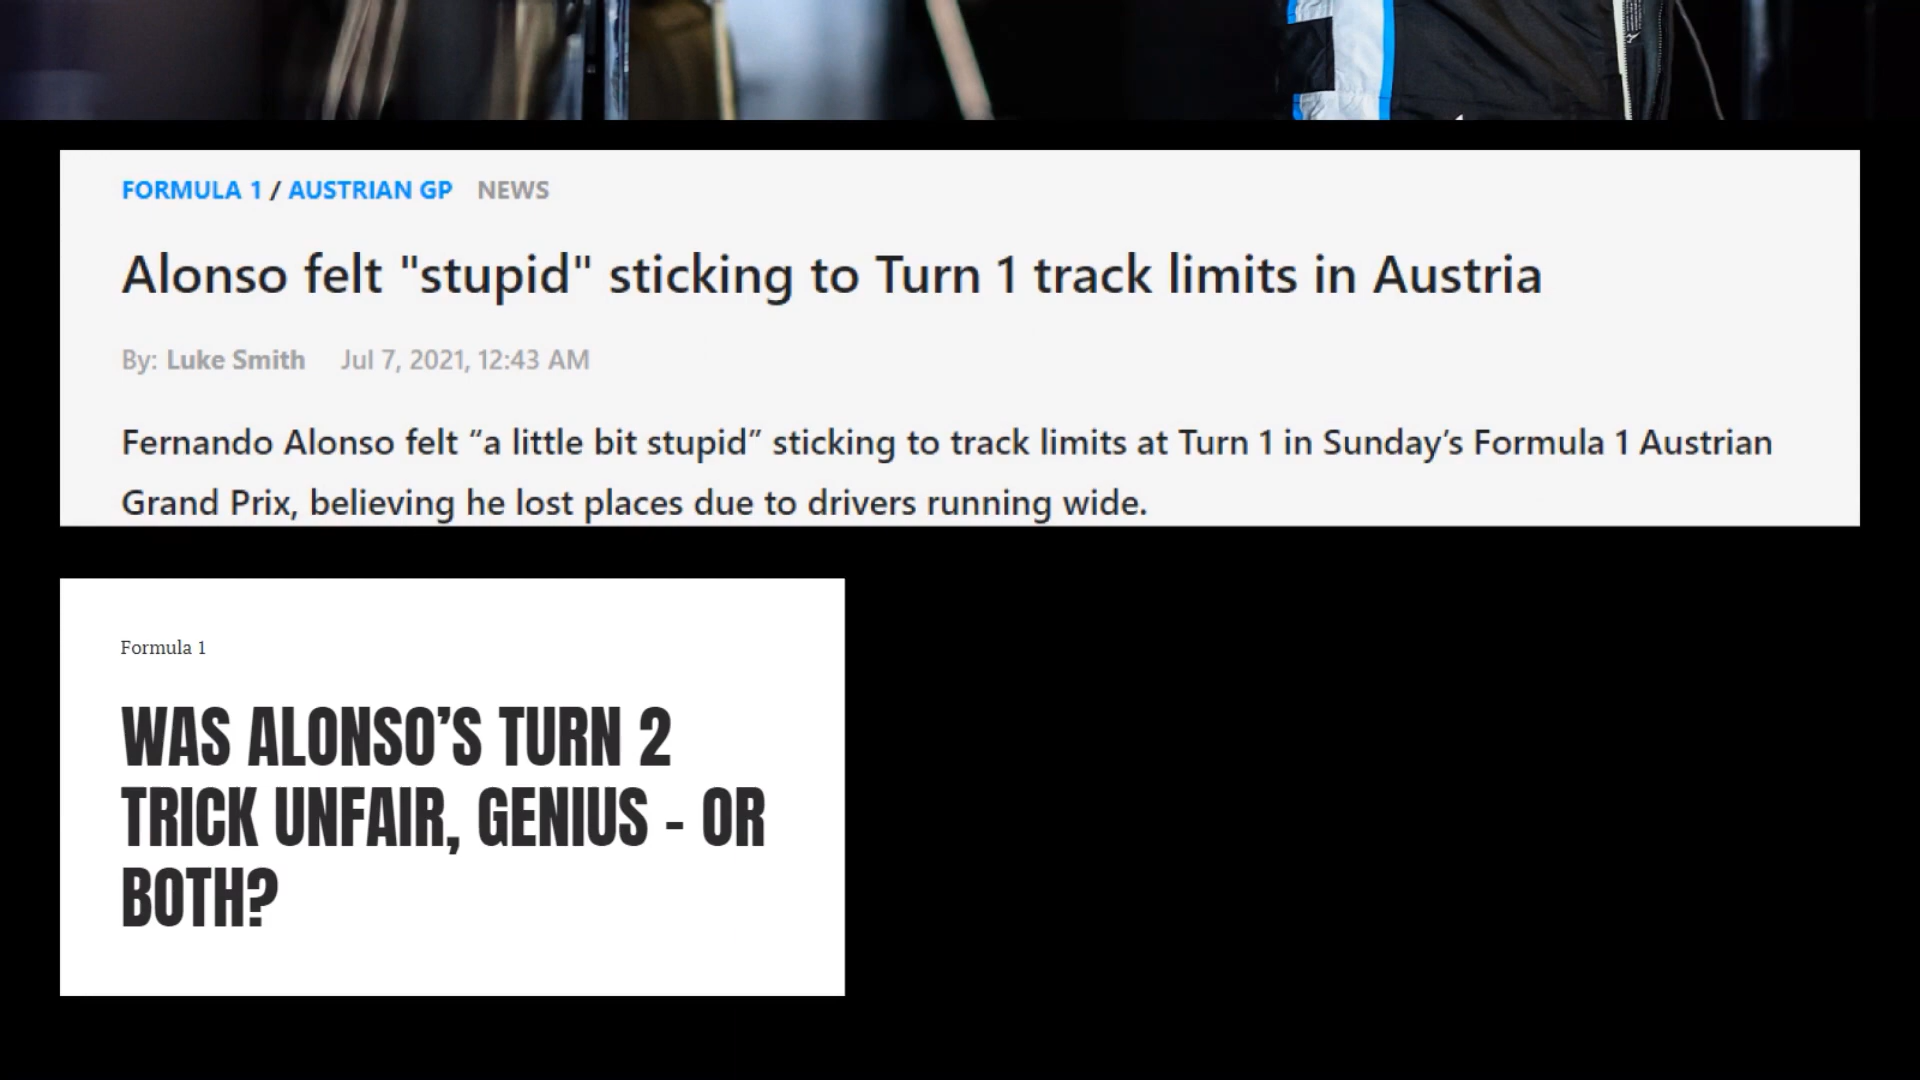 FORMULA 1 / AUSTRIAN GP NEWS
Alonso felt "stupid" sticking to Turn 1 track limits in Austria
By: Luke Smith Jul 7, 2021, 12:43 AM
Fernando Alonso felt “a little bit stupid” sticking to track limits at Turn 1 in Sunday’s Formula 1 Austrian
Grand Prix, believing he lost places due to drivers running wide.
Formula 1
WAS ALONSO’S TURN 2
TRICK UNFAIR, GENIUS - OR
BOTH?